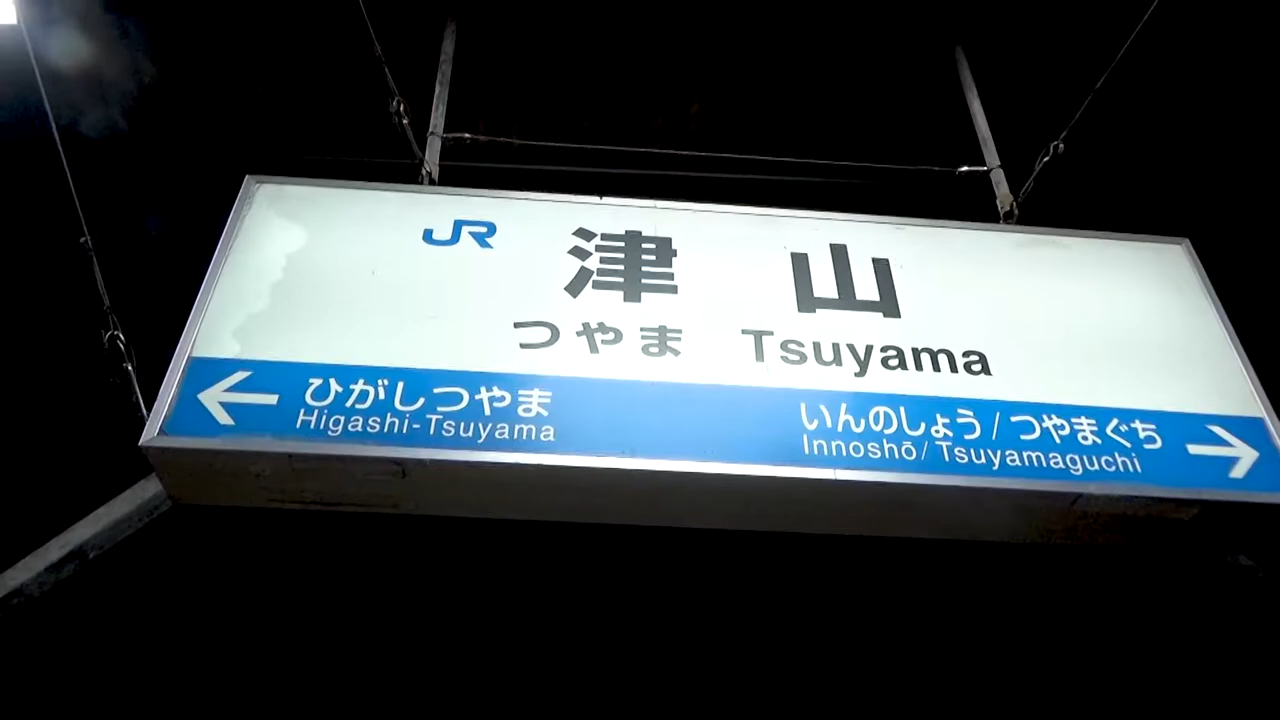 JR 津山
つやま Tsuyama
← ひがしつやま
Higashi-Tsuyama
いんのしょう / つやまぐち →
Innoshō / Tsuyamaguchi